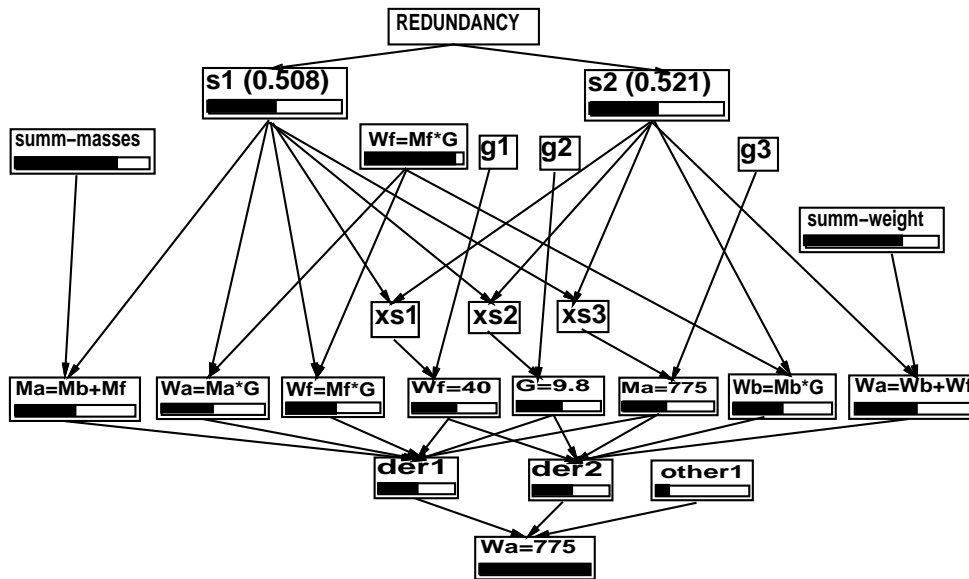 REDUNDANCY
s1 (0.508)
s2 (0.521)
summ-masses
Wf=Mf*G
g1
g2
g3
summ-weight
xs1
xs2
xs3
Ma=Mb+Mf
Wa=Ma*G
Wf=Mf*G
Wf=40
G=9.8
Ma=775
Wb=Mb*G
Wa=Wb+Wf
der1
der2
other1
Wa=775